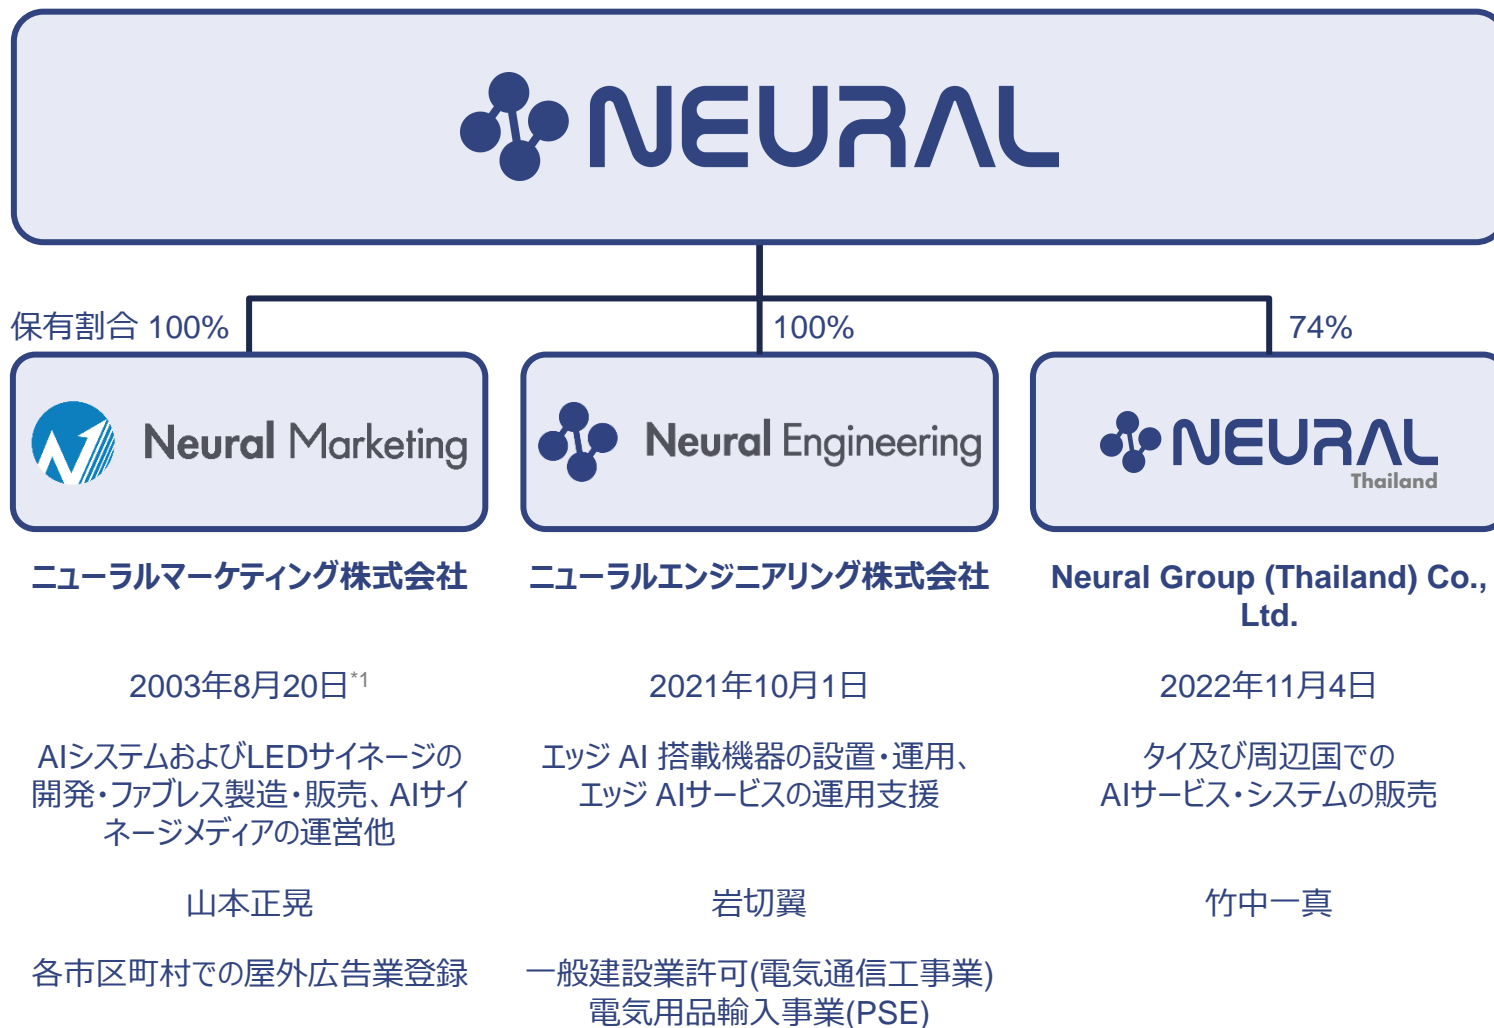 NEURAL
保有割合 100%
100%
74%
Neural Marketing
Neural Engineering
NEURAL
Thailand
ニューラルマーケティング株式会社
ニューラルエンジニアリング株式会社
Neural Group (Thailand) Co.,
Ltd.
2003年8月20日*1
2021年10月1日
2022年11月4日
AIシステムおよびLEDサイネージの
開発・ファブレス製造・販売、AIサイ
ネージメディアの運営他
エッジ AI 搭載機器の設置・運用、
エッジ AIサービスの運用支援
タイ及び周辺国での
AIサービス・システムの販売
山本正晃
岩切翼
竹中一真
各市区町村での屋外広告業登録
一般建設業許可(電気通信工事業)
電気用品輸入事業(PSE)